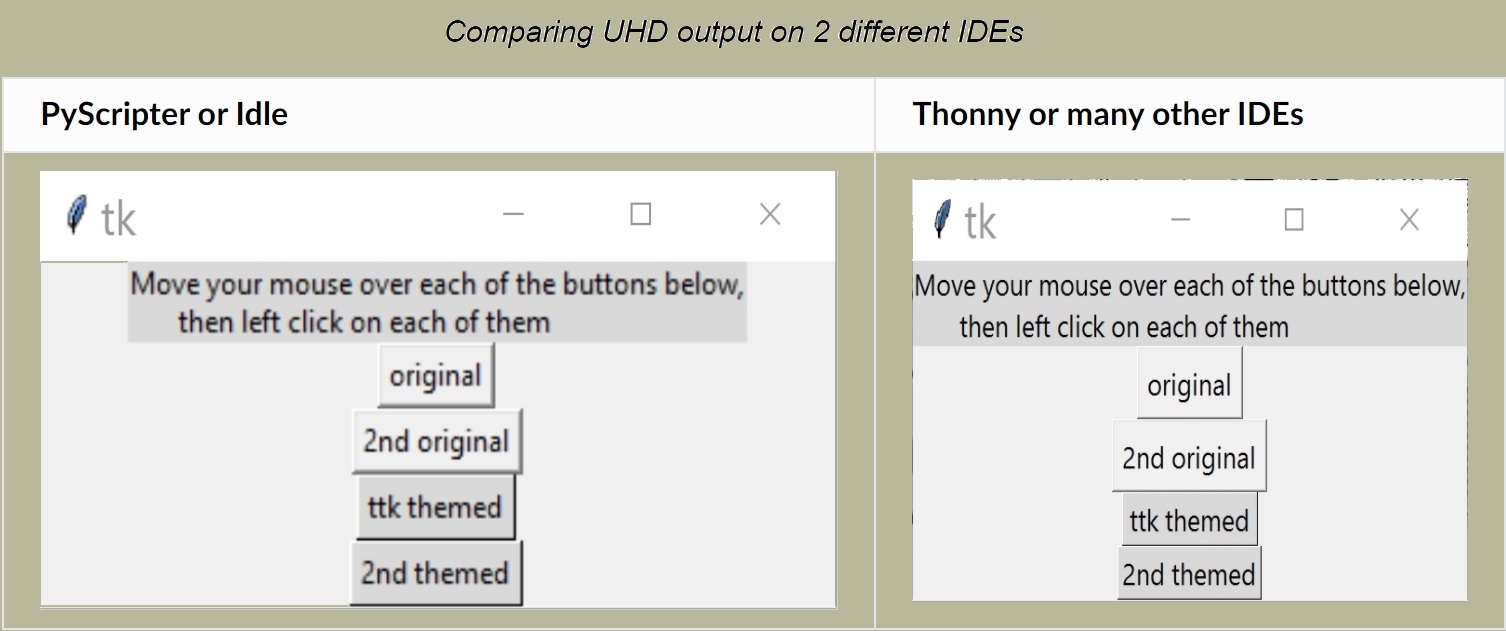 Comparing UHD output on 2 different IDEs
PyScripter or Idle
Thonny or many other IDEs
tk
Move your mouse over each of the buttons below,
then left click on each of them
original
2nd original
ttk themed
2nd themed
tk
Move your mouse over each of the buttons below,
then left click on each of them
original
2nd original
ttk themed
2nd themed